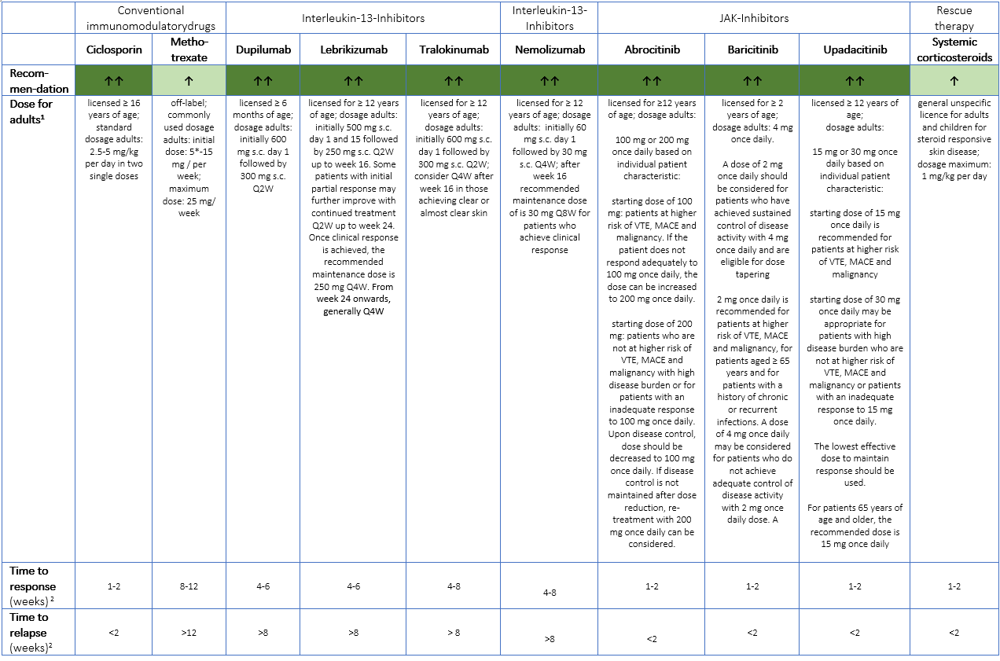 Conventional
immunomodulatorydrugs
Interleukin-13-Inhibitors
Interleukin-13-
Inhibitors
JAK-Inhibitors
Rescue
therapy
Ciclosporin
Metho-
trexate
Dupilumab
Lebrikizumab
Tralokinumab
Nemolizumab
Abrocitinib
Baricitinib
Upadacitinib
Systemic
corticosteroids
Recom-
men-dation
↑↑
↑
↑↑
↑↑
↑↑
↑↑
↑↑
↑↑
↑↑
↑
Dose for
adults¹
licensed ≥ 16
years of age;
standard
dosage adults:
2.5-5 mg/kg
per day in two
single doses
off-label;
commonly
used dosage
adults: initial
dose: 5*-15
mg / per
week;
maximum
dose: 25 mg/
week
licensed ≥ 6
months of age;
dosage adults:
initially 600
mg s.c. day 1
followed by
300 mg s.c.
Q2W
licensed for ≥ 12 years
of age; dosage adults:
initially 500 mg s.c.
day 1 and 15 followed
by 250 mg s.c. Q2W
up to week 16. Some
patients with initial
partial response may
further improve with
continued treatment
Q2W up to week 24.
Once clinical response
is achieved, the
recommended
maintenance dose is
250 mg Q4W. From
week 24 onwards,
generally Q4W
licensed for ≥ 12
years of age;
dosage adults:
initially 600 mg s.c.
day 1 followed by
300 mg s.c. Q2W;
consider Q4W after
week 16 in those
achieving clear or
almost clear skin
licensed for ≥ 12 years
of age; dosage
adults: initially 60
mg s.c. day 1
followed by 30 mg
s.c. Q4W; after
week 16
recommended
maintenance dose
of is 30 mg Q8W for
patients who
achieve clinical
response
licensed for ≥12 years
of age; dosage adults:
100 mg or 200 mg
once daily based on
individual patient
characteristic:
starting dose of 100
mg: patients at higher
risk of VTE, MACE and
malignancy. If the
patient does not
respond adequately to
100 mg once daily, the
dose can be increased
to 200 mg once daily.
starting dose of 200
mg: patients who are
not at higher risk of
VTE, MACE and
malignancy with high
disease burden or for
patients with an
inadequate response
to 100 mg once daily.
Upon disease control,
dose should be
decreased to 100 mg
once daily. If disease
control is not
maintained after dose
reduction, re-
treatment with 200
mg once daily can be
considered.
licensed for ≥ 2
years of age;
dosage adults: 4 mg
once daily.
A dose of 2 mg
once daily should
be considered for
patients who have
achieved sustained
control of disease
activity with 4 mg
once daily and are
eligible for dose
tapering
2 mg once daily is
recommended for
patients at higher
risk of VTE, MACE
and malignancy, for
patients aged ≥ 65
years and for
patients with a
history of chronic
or recurrent
infections. A dose
of 4 mg once daily
may be considered
for patients who do
not achieve
adequate control of
disease activity
with 2 mg once
daily dose. A
licensed ≥ 12 years of
age;
dosage adults:
15 mg or 30 mg once
daily based on
individual patient
characteristic:
starting dose of 15 mg
once daily is
recommended for
patients at higher risk
of VTE, MACE and
malignancy
starting dose of 30 mg
once daily may be
appropriate for
patients with high
disease burden who are
not at higher risk of
VTE, MACE and
malignancy or patients
with an inadequate
response to 15 mg
once daily.
The lowest effective
dose to maintain
response should be
used.
For patients 65 years of
age and older, the
recommended dose is
15 mg once daily
general unspecific
licence for adults
and children for
steroid responsive
skin disease;
dosage maximum:
1 mg/kg per day
Time to
response
(weeks) ²
1-2
8-12
4-6
4-6
4-8
4-8
1-2
1-2
1-2
1-2
Time to
relapse
(weeks)²
<2
>12
>8
>8
> 8
>8
<2
<2
<2
<2